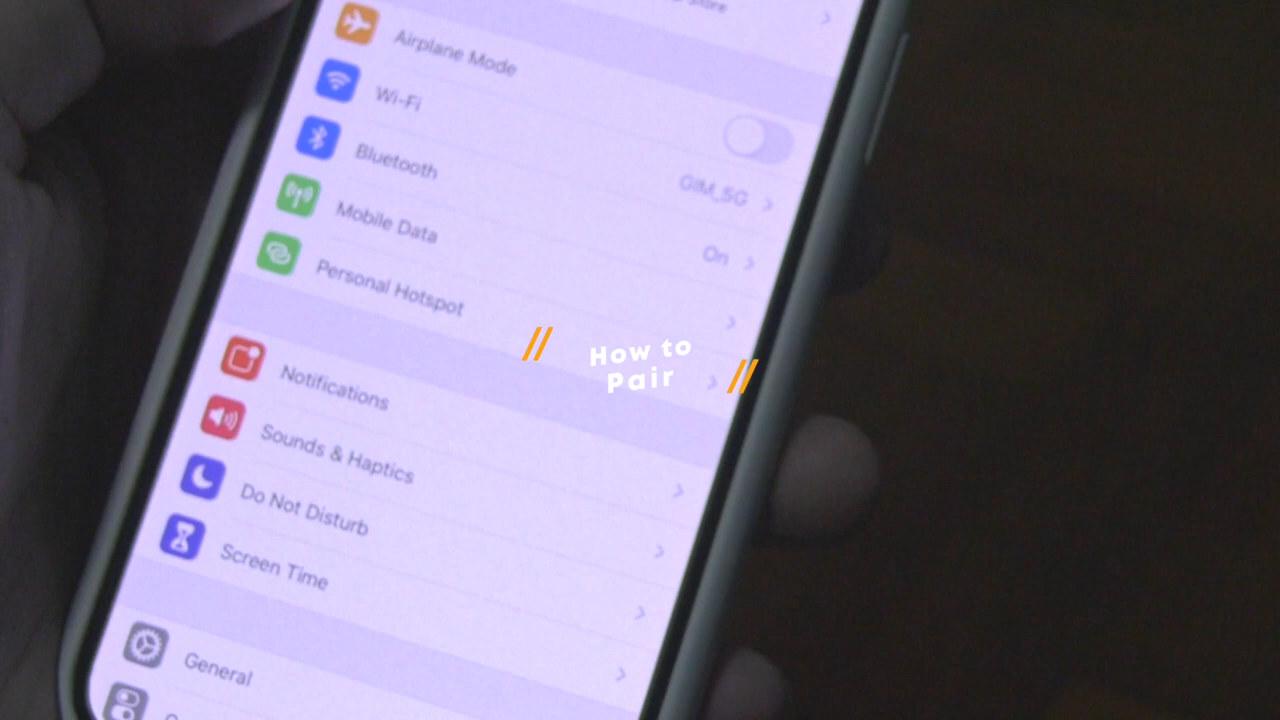 Store
Airplane Mode
Wi-Fi
GIM_5G
Bluetooth
On
Mobile Data
Personal Hotspot
//
How to
Pair
//
Notifications
Sounds & Haptics
Do Not Disturb
Screen Time
General